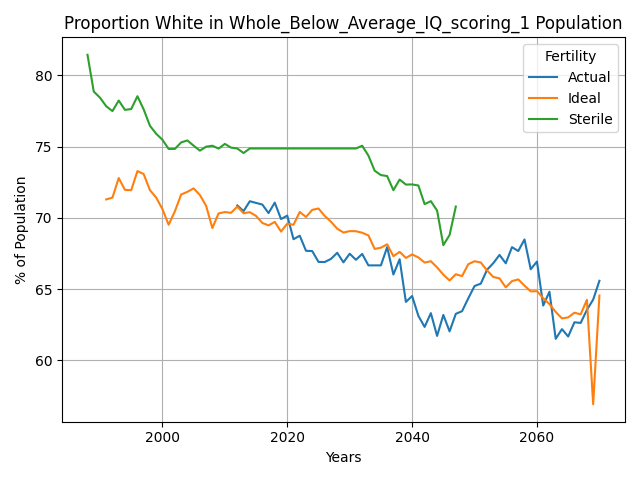 Proportion White in Whole_Below_Average_IQ_scoring_1 Population
Fertility
Actual
Ideal
Sterile
% of Population
80
75
70
65
60
2000
2020
2040
2060
Years